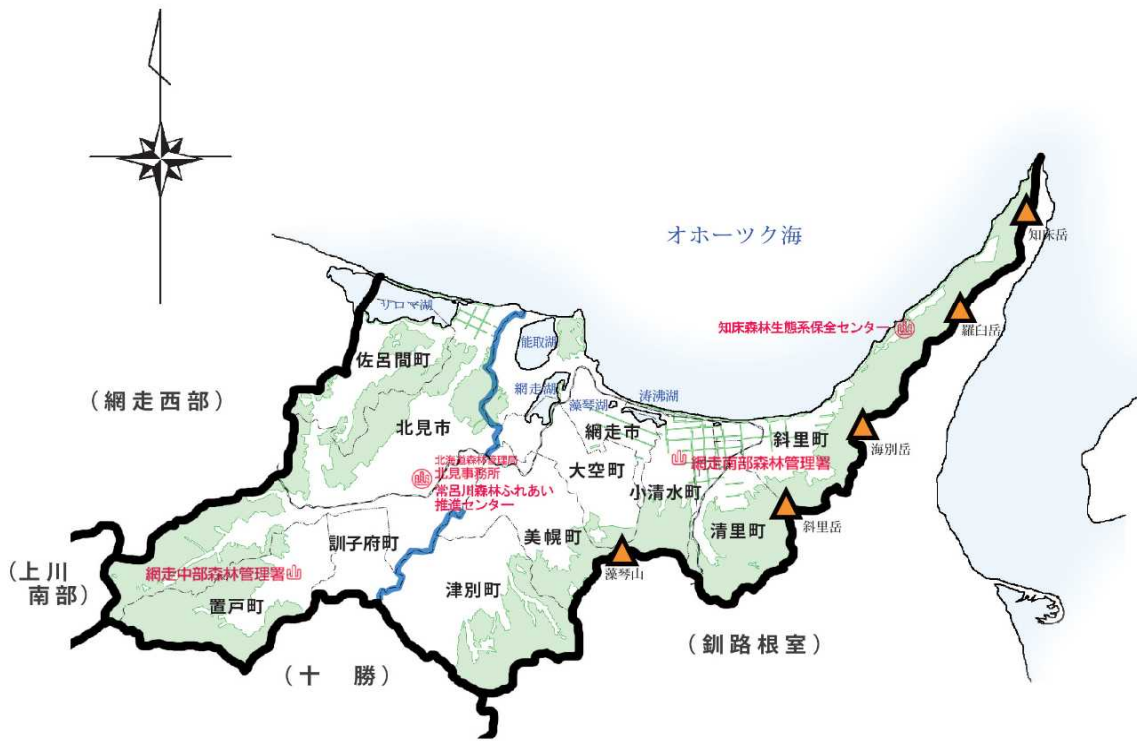 オホーツク海
知床岳
羅臼岳
知床森林生態系保全センター
サロマ湖
能取湖
佐呂間町
(網走西部)
網走湖
藻琴湖
涛沸湖
北見市
網走市
斜里町
海別岳
北海道森林管理局
北見事務所
常呂川森林ふれあい
推進センター
大空町
網走南部森林管理署
小清水町
斜里岳
清里町
訓子府町
美幌町
藻琴山
(上川
南部)
網走中部森林管理署
置戸町
津別町
(釧路根室)
(十 勝)